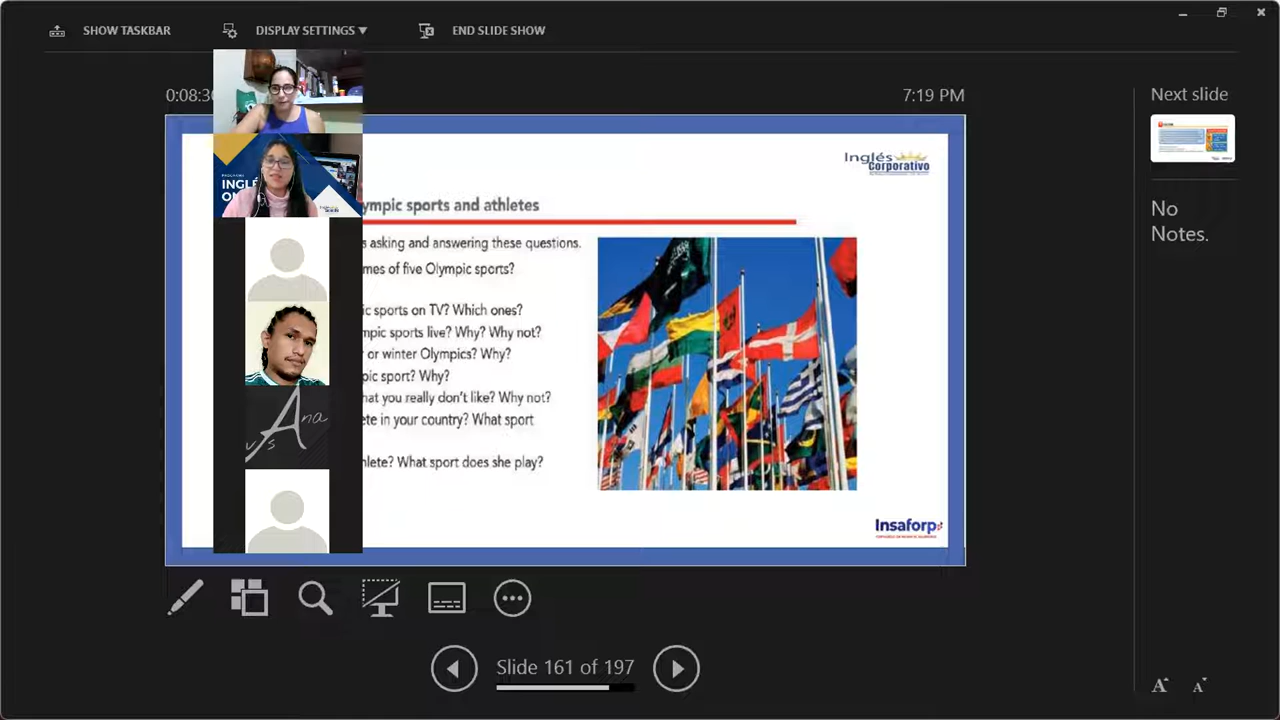 SHOW TASKBAR
DISPLAY SETTINGS ▼
END SLIDE SHOW
7:19 PM
Next slide
Inglés
Corporativo
INGLÉ
ympic sports and athletes
s asking and answering these questions.
mes of five Olympic sports?
ic sports on TV? Which ones?
mpic sports live? Why? Why not?
r or winter Olympics? Why?
pic sport? Why?
hat you really don't like? Why not?
ete in your country? What sport
hlete? What sport does she play?
Ana
Insaforp
No
Notes.
Slide 161 of 197